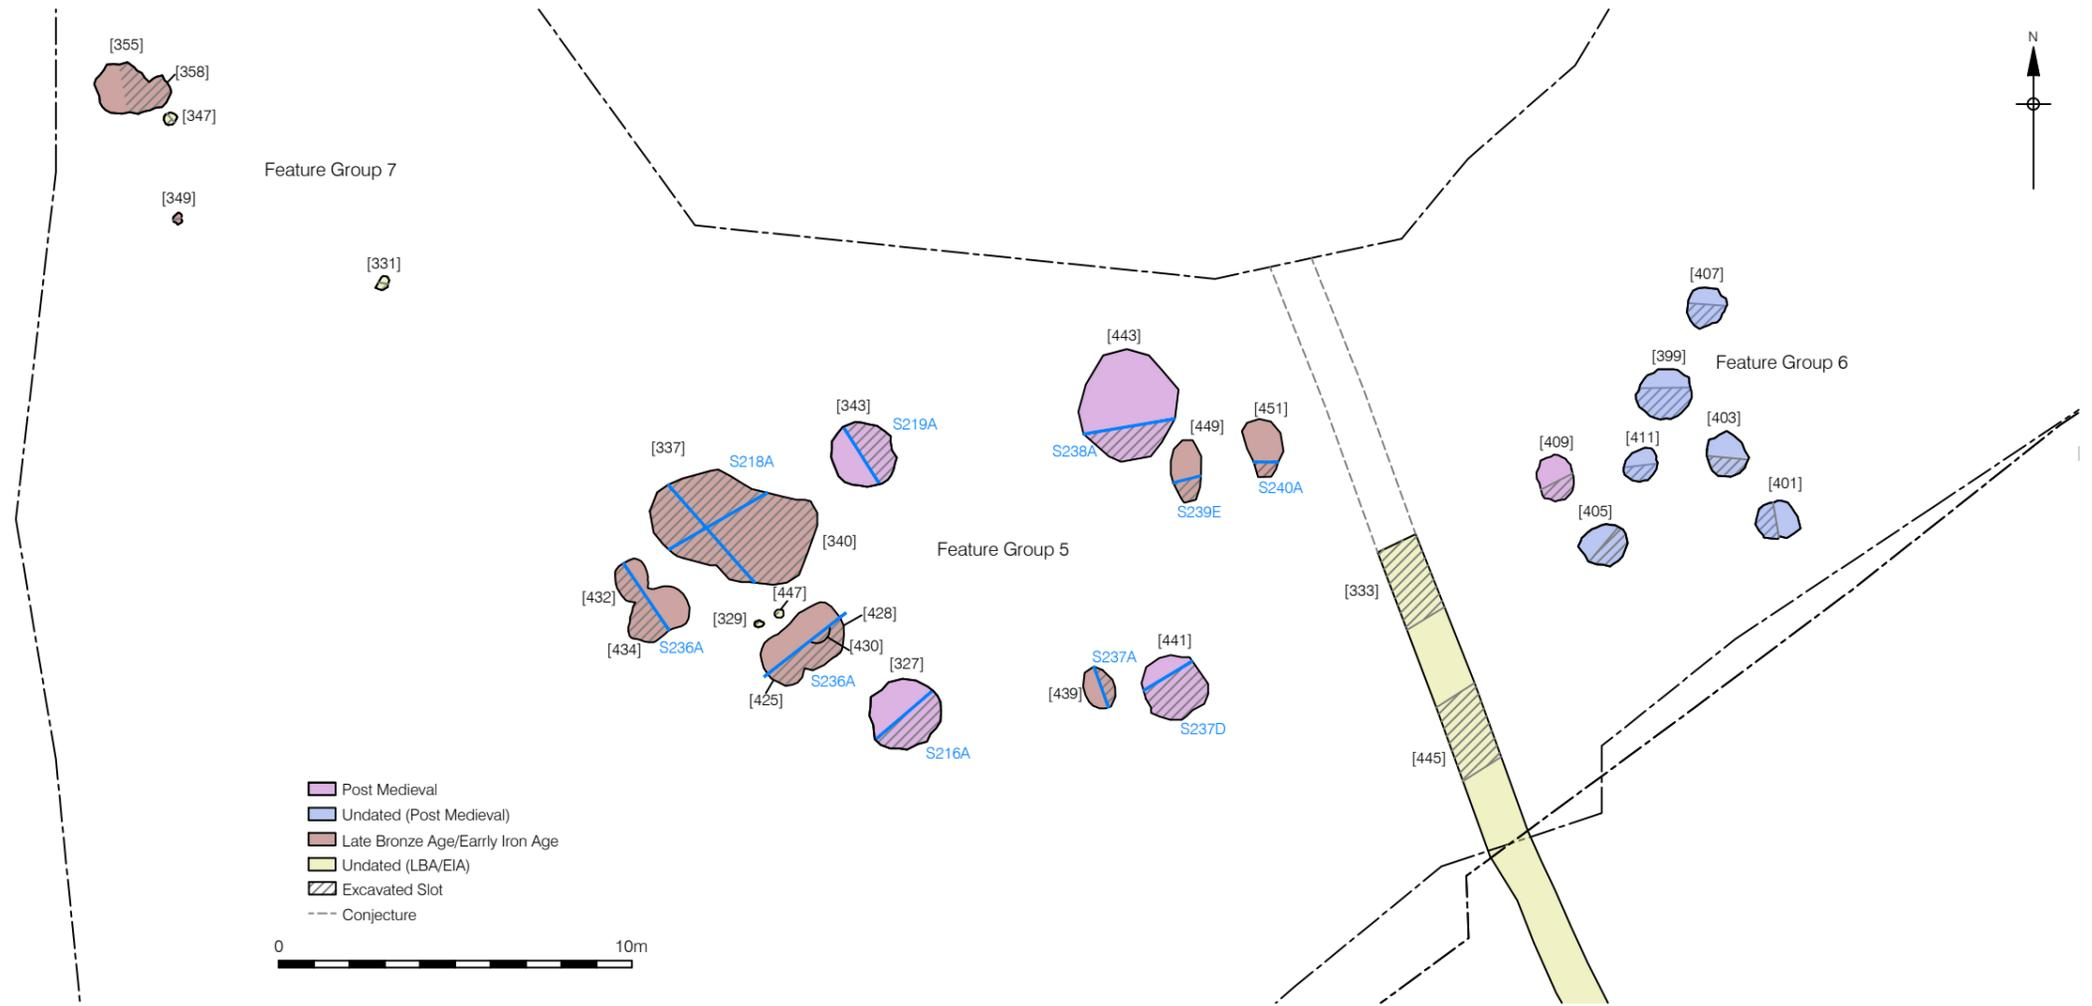 N
[355]
[358]
[347]
Feature Group 7
[349]
[331]
[407]
[443]
[399]
Feature Group 6
[343]
S219A
[451]
[449]
[403]
[337]
S218A
S238A
[409]
[411]
S240A
[401]
S239E
[405]
[340]
Feature Group 5
[432]
[447]
[333]
[329]
[428]
[434]
S236A
[430]
[441]
S237A
[327]
S236A
[439]
[425]
S237D
S216A
[445]
Post Medieval
Undated (Post Medieval)
Late Bronze Age/Earrly Iron Age
Undated (LBA/EIA)
Excavated Slot
Conjecture
0 10m